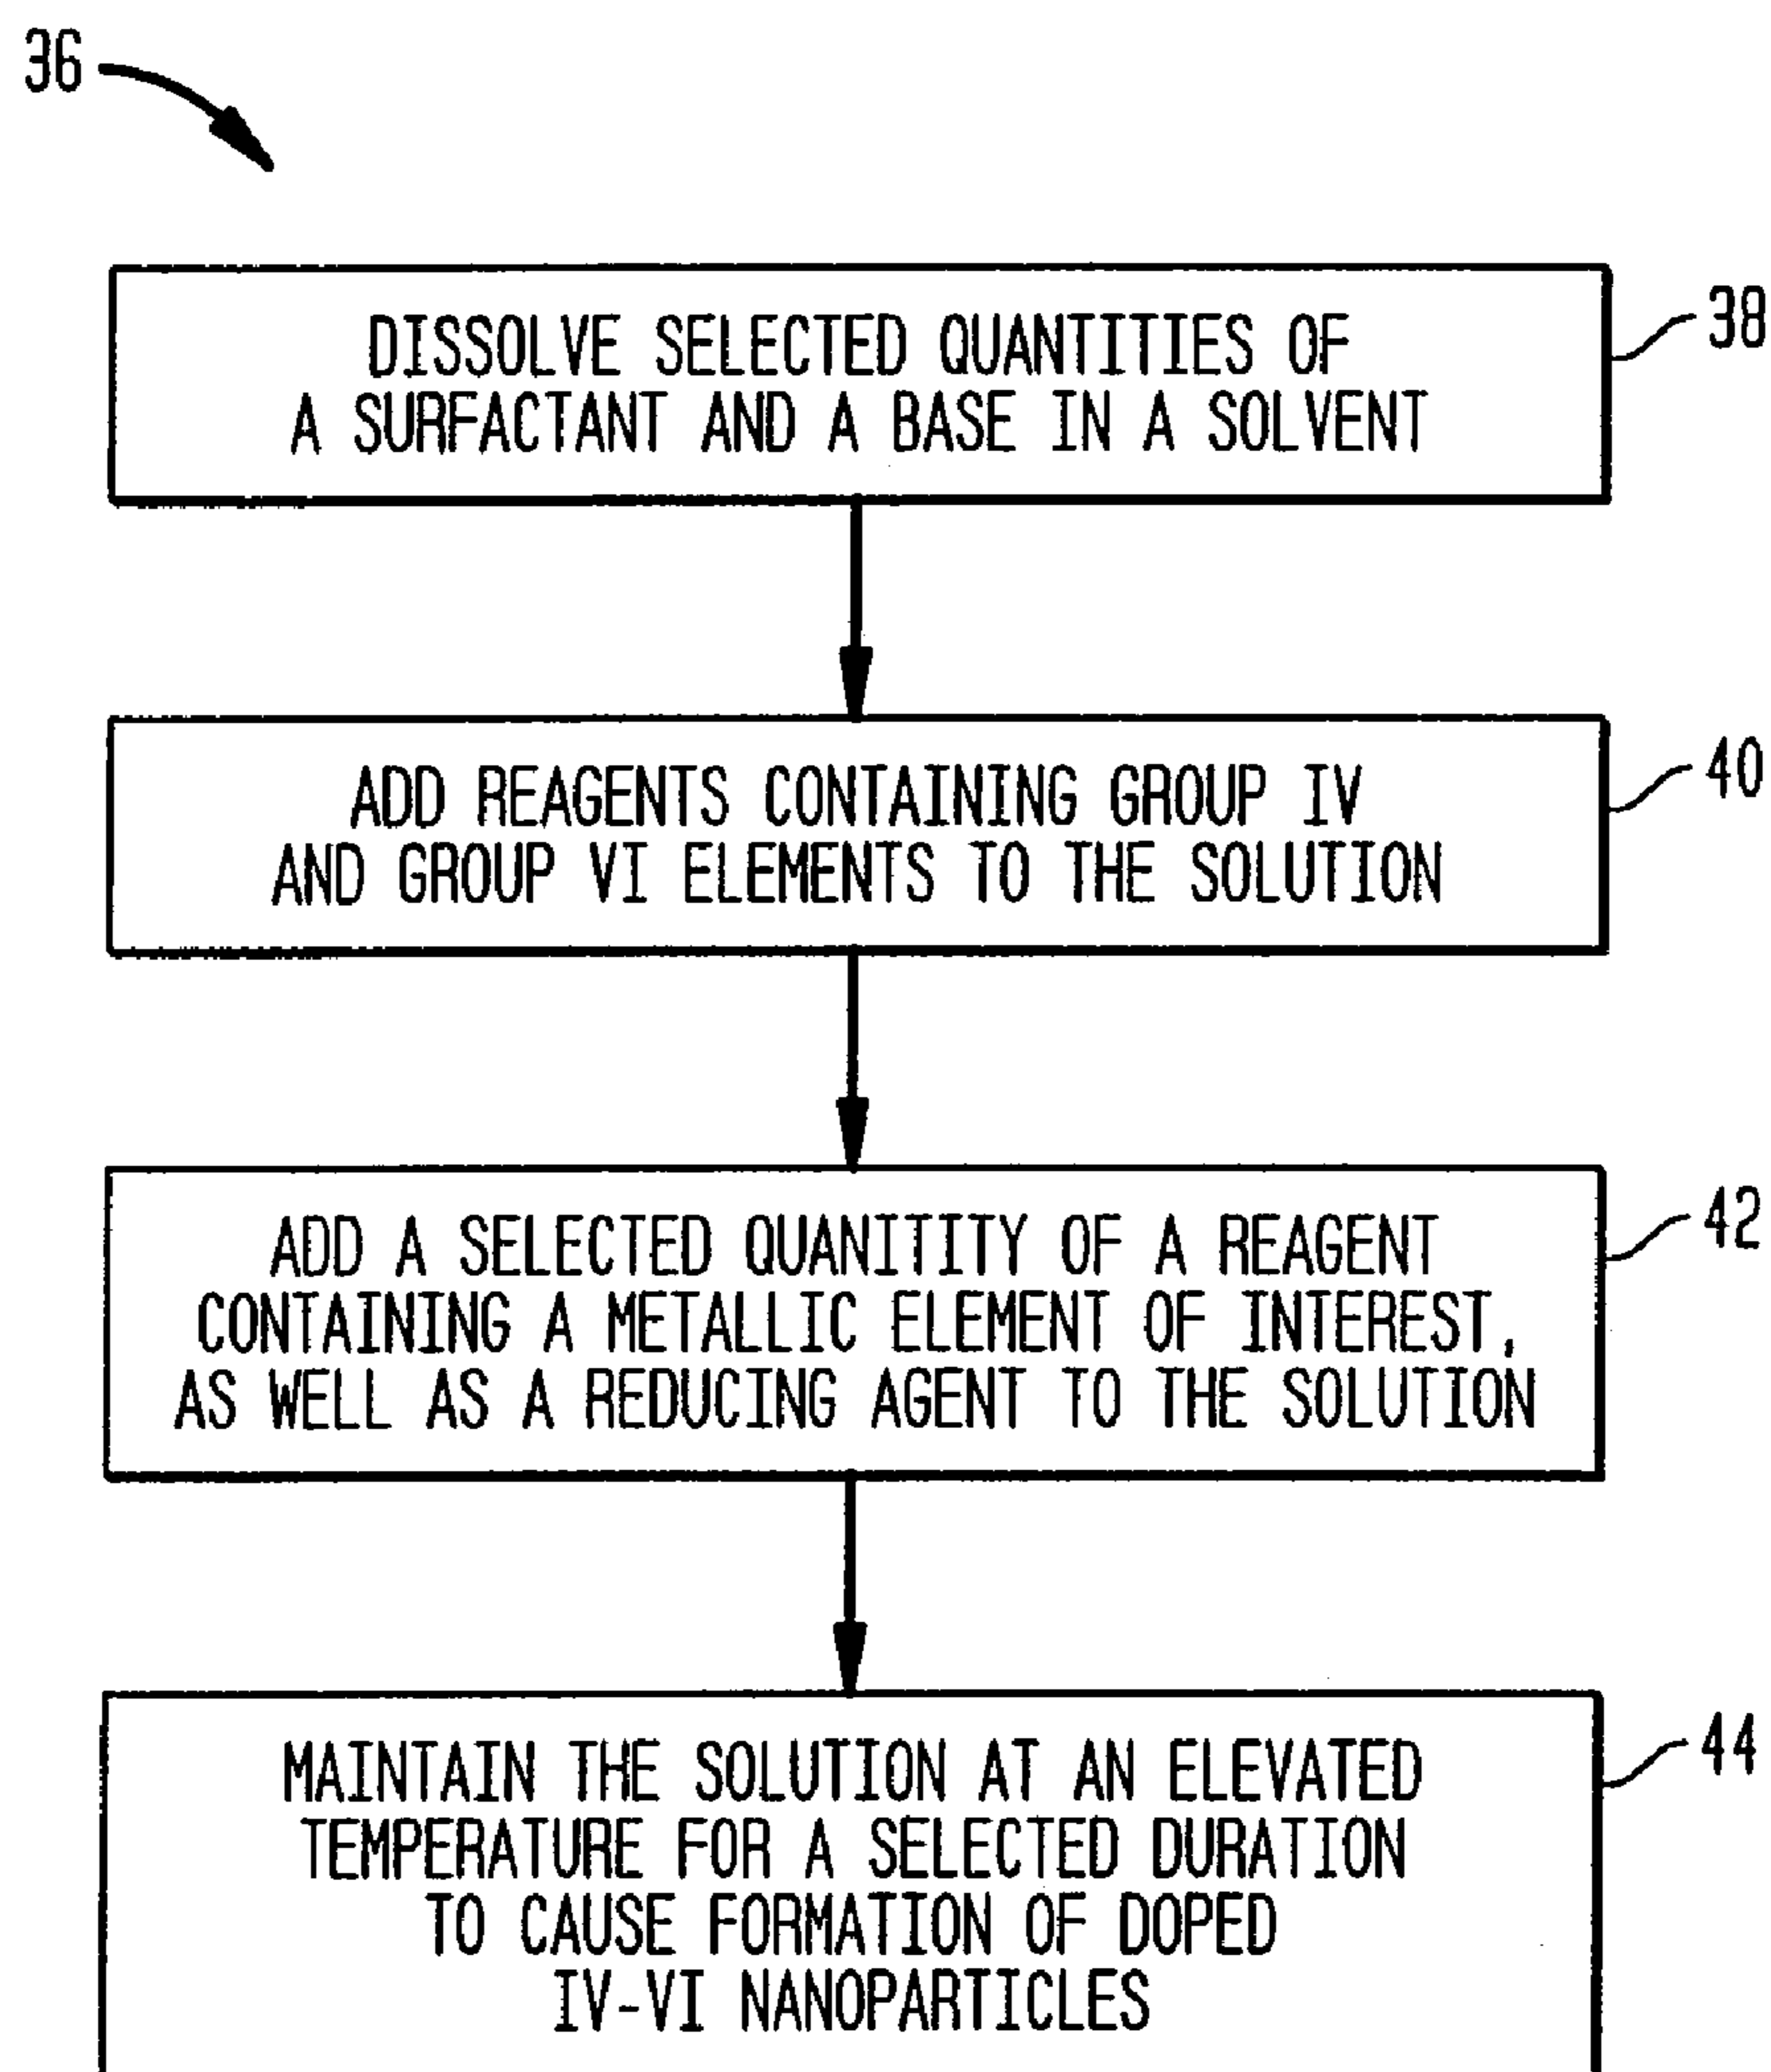 36
DISSOLVE SELECTED QUANTITIES OF
A SURFACTANT AND A BASE IN A SOLVENT
38
ADD REAGENTS CONTAINING GROUP IV
AND GROUP VI ELEMENTS TO THE SOLUTION
40
ADD A SELECTED QUANITITY OF A REAGENT
CONTAINING A METALLIC ELEMENT OF INTEREST,
AS WELL AS A REDUCING AGENT TO THE SOLUTION
42
MAINTAIN THE SOLUTION AT AN ELEVATED
TEMPERATURE FOR A SELECTED DURATION
TO CAUSE FORMATION OF DOPED
IV-VI NANOPARTICLES
44